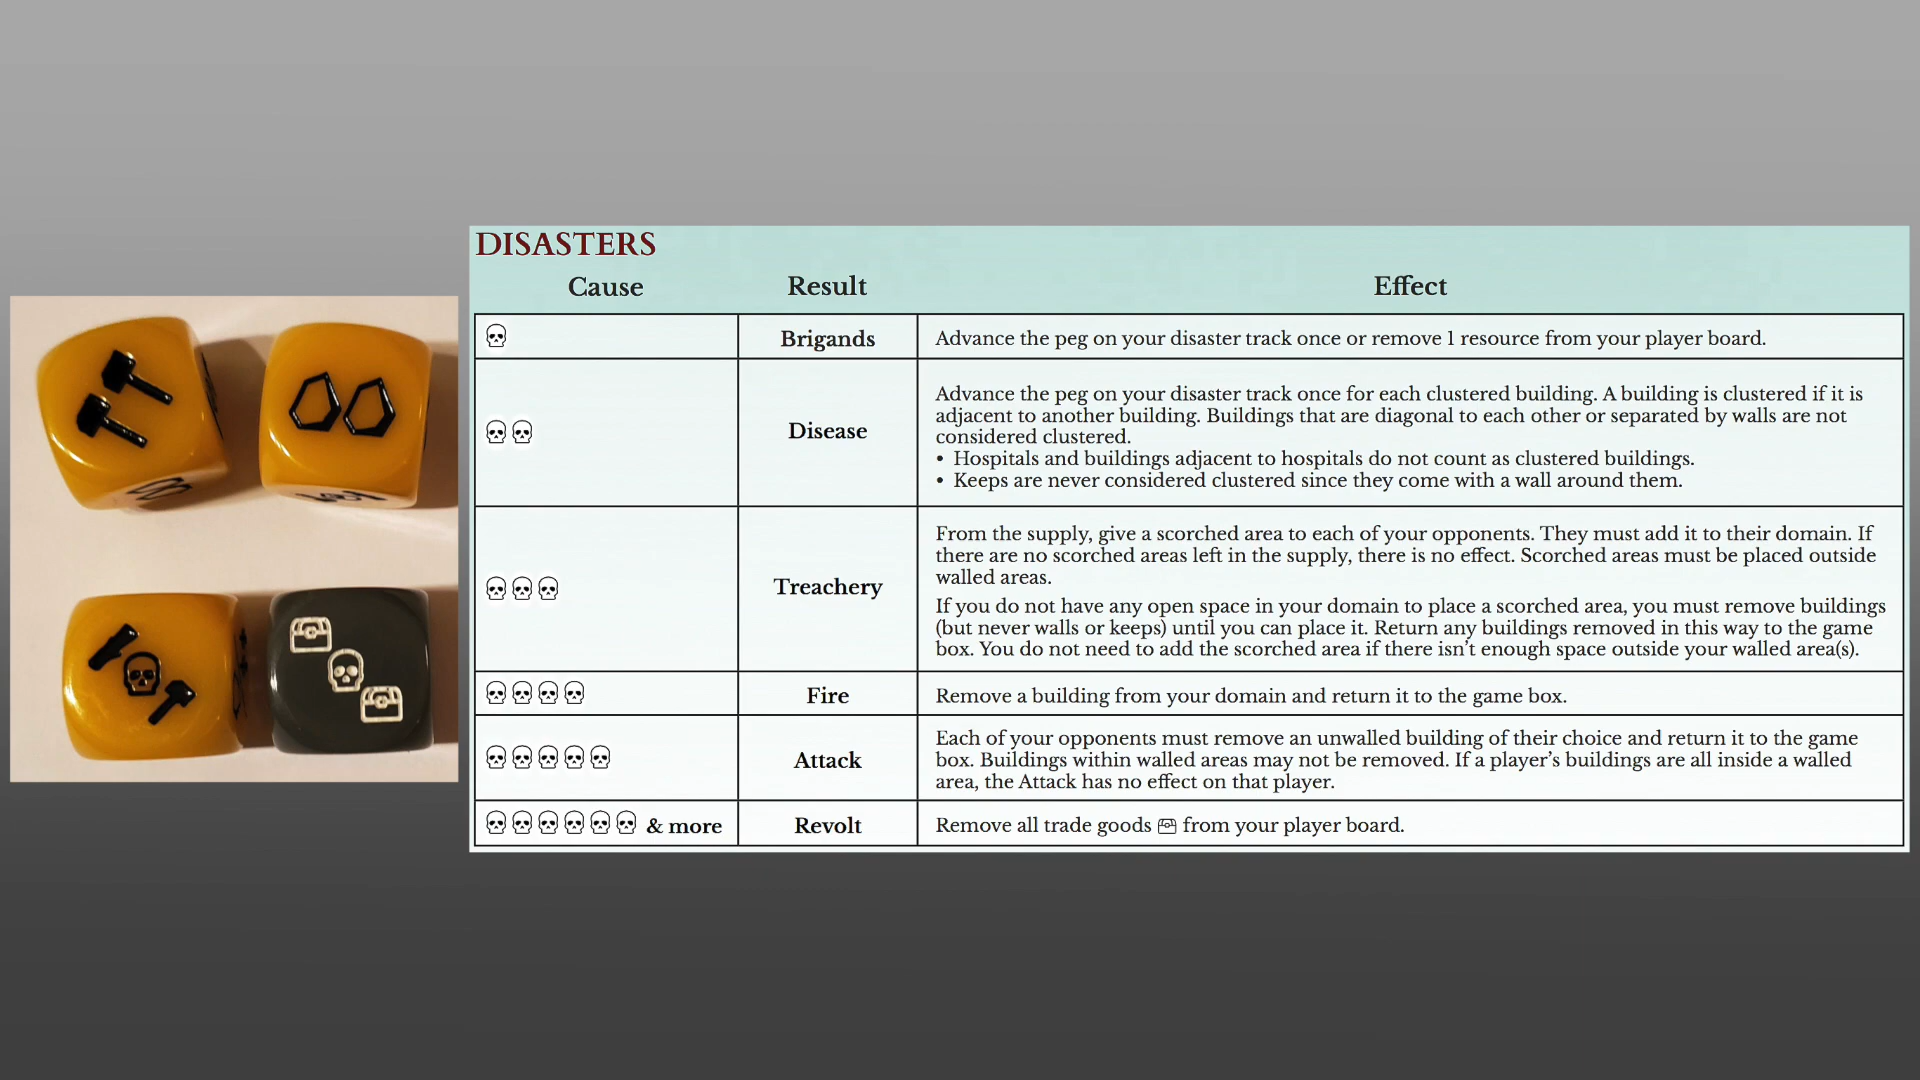 DISASTERS
Cause Result Effect
Brigands
Advance the peg on your disaster track once or remove 1 resource from your player board.
Disease
Advance the peg on your disaster track once for each clustered building. A building is clustered if it is
adjacent to another building. Buildings that are diagonal to each other or separated by walls are not
considered clustered.
• Hospitals and buildings adjacent to hospitals do not count as clustered buildings.
• Keeps are never considered clustered since they come with a wall around them.
Treachery
From the supply, give a scorched area to each of your opponents. They must add it to their domain. If
there are no scorched areas left in the supply, there is no effect. Scorched areas must be placed outside
walled areas.
If you do not have any open space in your domain to place a scorched area, you must remove buildings
(but never walls or keeps) until you can place it. Return any buildings removed in this way to the game
box. You do not need to add the scorched area if there isn't enough space outside your walled area(s).
Fire
Remove a building from your domain and return it to the game box.
Attack
Each of your opponents must remove an unwalled building of their choice and return it to the game
box. Buildings within walled areas may not be removed. If a player's buildings are all inside a walled
area, the Attack has no effect on that player.
& more
Revolt
Remove all trade goods from your player board.